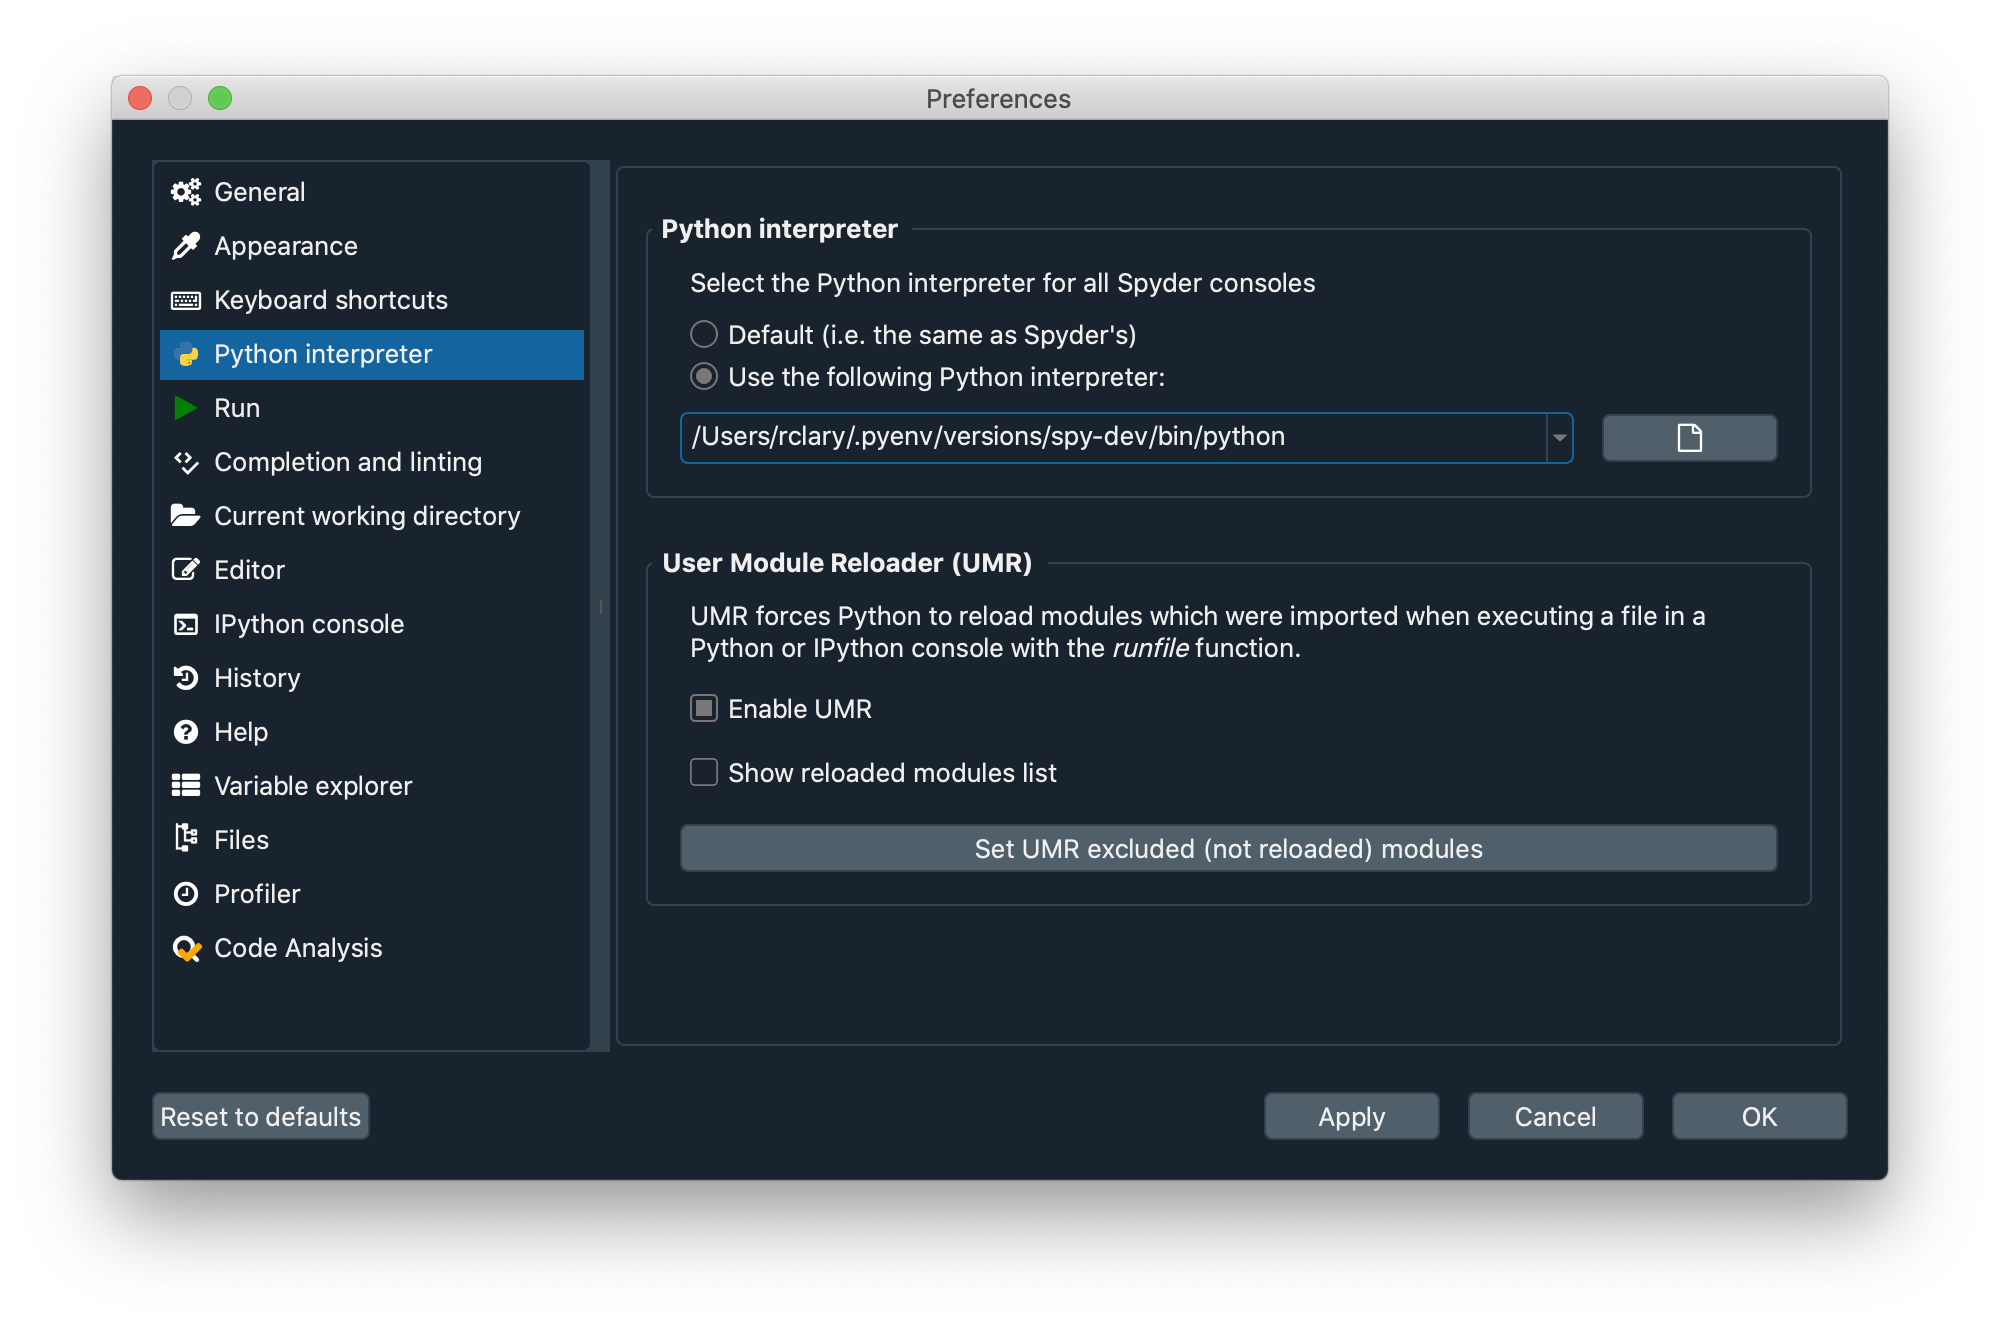 Preferences
General
Appearance
Keyboard shortcuts
Python interpreter
Run
Completion and linting
Current working directory
Editor
IPython console
History
Help
Variable explorer
Files
Profiler
Code Analysis
Python interpreter
Select the Python interpreter for all Spyder consoles
Default (i.e. the same as Spyder's)
Use the following Python interpreter:
/Users/rclary/.pyenv/versions/spy-dev/bin/python
User Module Reloader (UMR)
UMR forces Python to reload modules which were imported when executing a file in a
Python or IPython console with the runfile function.
Enable UMR
Show reloaded modules list
Set UMR excluded (not reloaded) modules
Reset to defaults
Apply
Cancel
OK